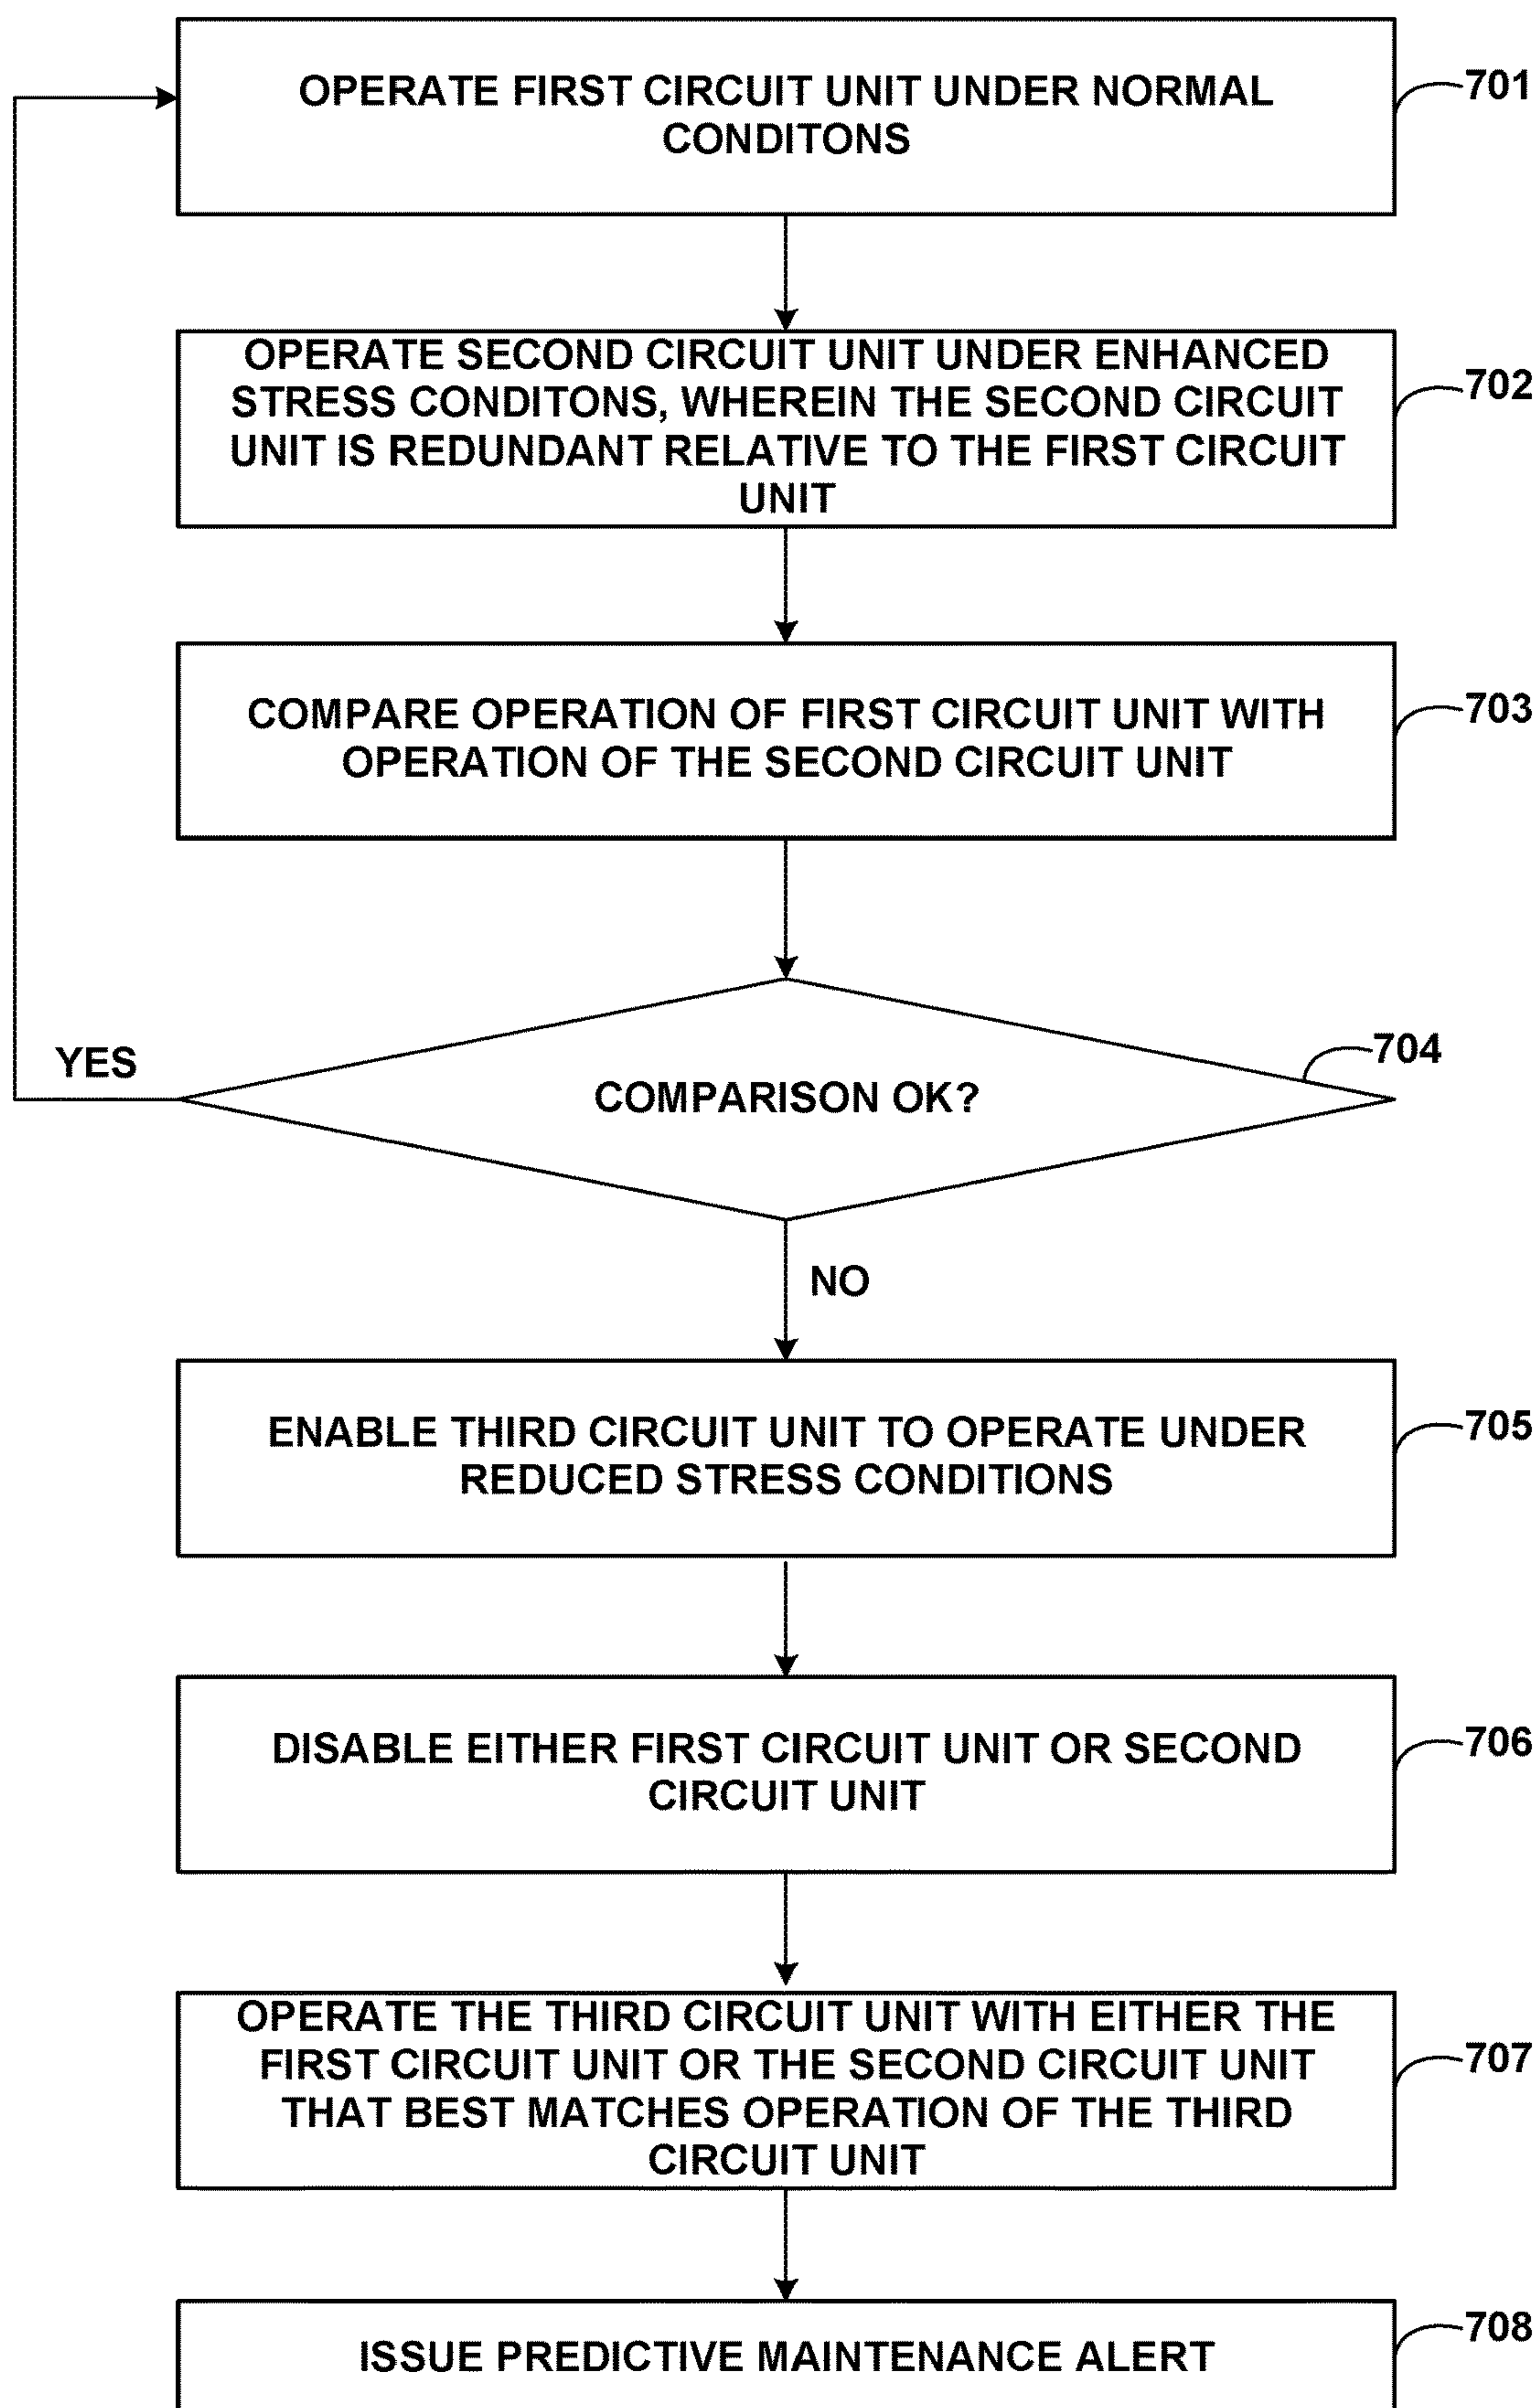 OPERATE FIRST CIRCUIT UNIT UNDER NORMAL
CONDITONS
701
OPERATE SECOND CIRCUIT UNIT UNDER ENHANCED
STRESS CONDITONS, WHEREIN THE SECOND CIRCUIT
UNIT IS REDUNDANT RELATIVE TO THE FIRST CIRCUIT
UNIT
702
COMPARE OPERATION OF FIRST CIRCUIT UNIT WITH
OPERATION OF THE SECOND CIRCUIT UNIT
703
YES
COMPARISON OK?
704
NO
ENABLE THIRD CIRCUIT UNIT TO OPERATE UNDER
REDUCED STRESS CONDITIONS
705
DISABLE EITHER FIRST CIRCUIT UNIT OR SECOND
CIRCUIT UNIT
706
OPERATE THE THIRD CIRCUIT UNIT WITH EITHER THE
FIRST CIRCUIT UNIT OR THE SECOND CIRCUIT UNIT
THAT BEST MATCHES OPERATION OF THE THIRD
CIRCUIT UNIT
707
ISSUE PREDICTIVE MAINTENANCE ALERT
708